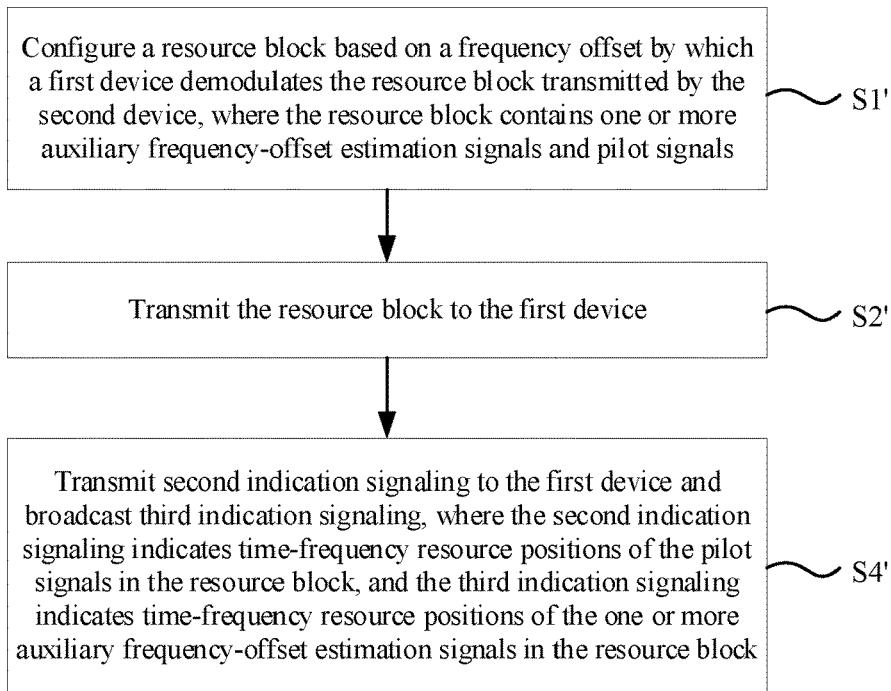 Configure a resource block based on a frequency offset by which
a first device demodulates the resource block transmitted by the
second device, where the resource block contains one or more
auxiliary frequency-offset estimation signals and pilot signals
S1'
Transmit the resource block to the first device
S2'
Transmit second indication signaling to the first device and
broadcast third indication signaling, where the second indication
signaling indicates time-frequency resource positions of the pilot
signals in the resource block, and the third indication signaling
indicates time-frequency resource positions of the one or more
auxiliary frequency-offset estimation signals in the resource block
S4'